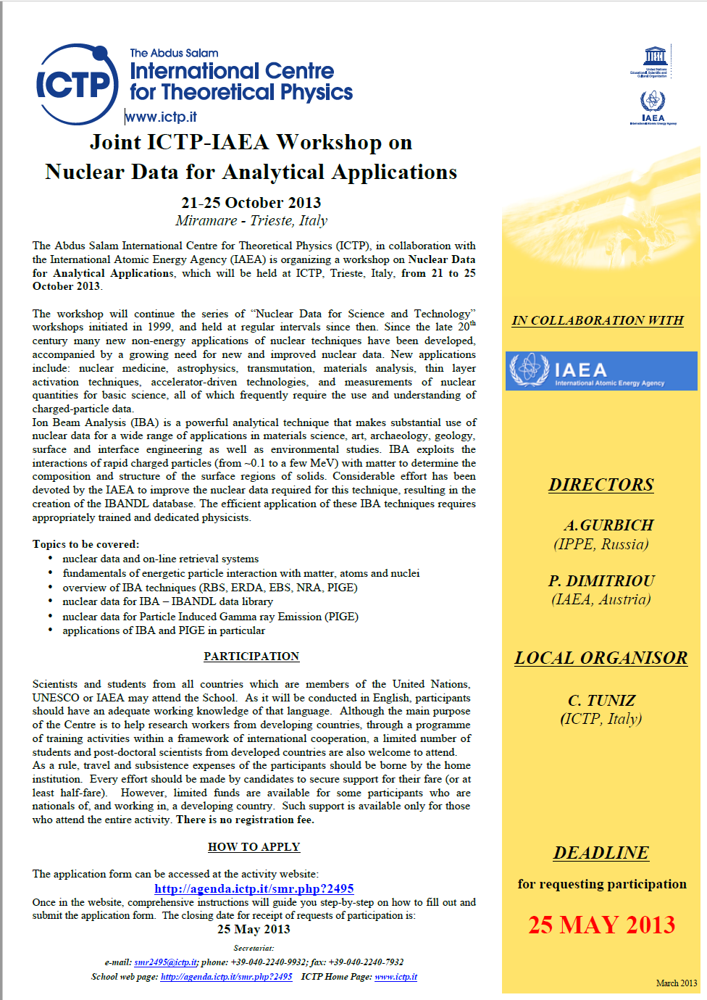 The Abdus Salam
International Centre
for Theoretical Physics
ICTP
www.ictp.it
United Nations
Educational, Scientific and
Cultural Organization
IAEA
International Atomic Energy Agency
Joint ICTP-IAEA Workshop on
Nuclear Data for Analytical Applications
21-25 October 2013
Miramare - Trieste, Italy
The Abdus Salam International Centre for Theoretical Physics (ICTP), in collaboration with
the International Atomic Energy Agency (IAEA) is organizing a workshop on Nuclear Data
for Analytical Applications, which will be held at ICTP, Trieste, Italy, from 21 to 25
October 2013.
The workshop will continue the series of “Nuclear Data for Science and Technology”
workshops initiated in 1999, and held at regular intervals since then. Since the late 20th
century many new non-energy applications of nuclear techniques have been developed,
accompanied by a growing need for new and improved nuclear data. New applications
include: nuclear medicine, astrophysics, transmutation, materials analysis, thin layer
activation techniques, accelerator-driven technologies, and measurements of nuclear
quantities for basic science, all of which frequently require the use and understanding of
charged-particle data.
Ion Beam Analysis (IBA) is a powerful analytical technique that makes substantial use of
nuclear data for a wide range of applications in materials science, art, archaeology, geology,
surface and interface engineering as well as environmental studies. IBA exploits the
interactions of rapid charged particles (from ~0.1 to a few MeV) with matter to determine the
composition and structure of the surface regions of solids. Considerable effort has been
devoted by the IAEA to improve the nuclear data required for this technique, resulting in the
creation of the IBANDL database. The efficient application of these IBA techniques requires
appropriately trained and dedicated physicists.
Topics to be covered:
• nuclear data and on-line retrieval systems
• fundamentals of energetic particle interaction with matter, atoms and nuclei
• overview of IBA techniques (RBS, ERDA, EBS, NRA, PIGE)
• nuclear data for IBA – IBANDL data library
• nuclear data for Particle Induced Gamma ray Emission (PIGE)
• applications of IBA and PIGE in particular
PARTICIPATION
Scientists and students from all countries which are members of the United Nations,
UNESCO or IAEA may attend the School. As it will be conducted in English, participants
should have an adequate working knowledge of that language. Although the main purpose
of the Centre is to help research workers from developing countries, through a programme
of training activities within a framework of international cooperation, a limited number of
students and post-doctoral scientists from developed countries are also welcome to attend.
As a rule, travel and subsistence expenses of the participants should be borne by the home
institution. Every effort should be made by candidates to secure support for their fare (or at
least half-fare). However, limited funds are available for some participants who are
nationals of, and working in, a developing country. Such support is available only for those
who attend the entire activity. There is no registration fee.
HOW TO APPLY
The application form can be accessed at the activity website:
http://agenda.ictp.it/smr.php?2495
Once in the website, comprehensive instructions will guide you step-by-step on how to fill out and
submit the application form. The closing date for receipt of requests of participation is:
25 May 2013
Secretariat:
e-mail: smr2495@ictp.it; phone: +39-040-2240-9932; fax: +39-040-2240-7932
School web page: http://agenda.ictp.it/smr.php?2495 ICTP Home Page: www.ictp.it
IN COLLABORATION WITH
IAEA
International Atomic Energy Agency
DIRECTORS
A.GURBICH
(IPPE, Russia)
P. DIMITRIOU
(IAEA, Austria)
LOCAL ORGANISOR
C. TUNIZ
(ICTP, Italy)
DEADLINE
for requesting participation
25 MAY 2013
March 2013